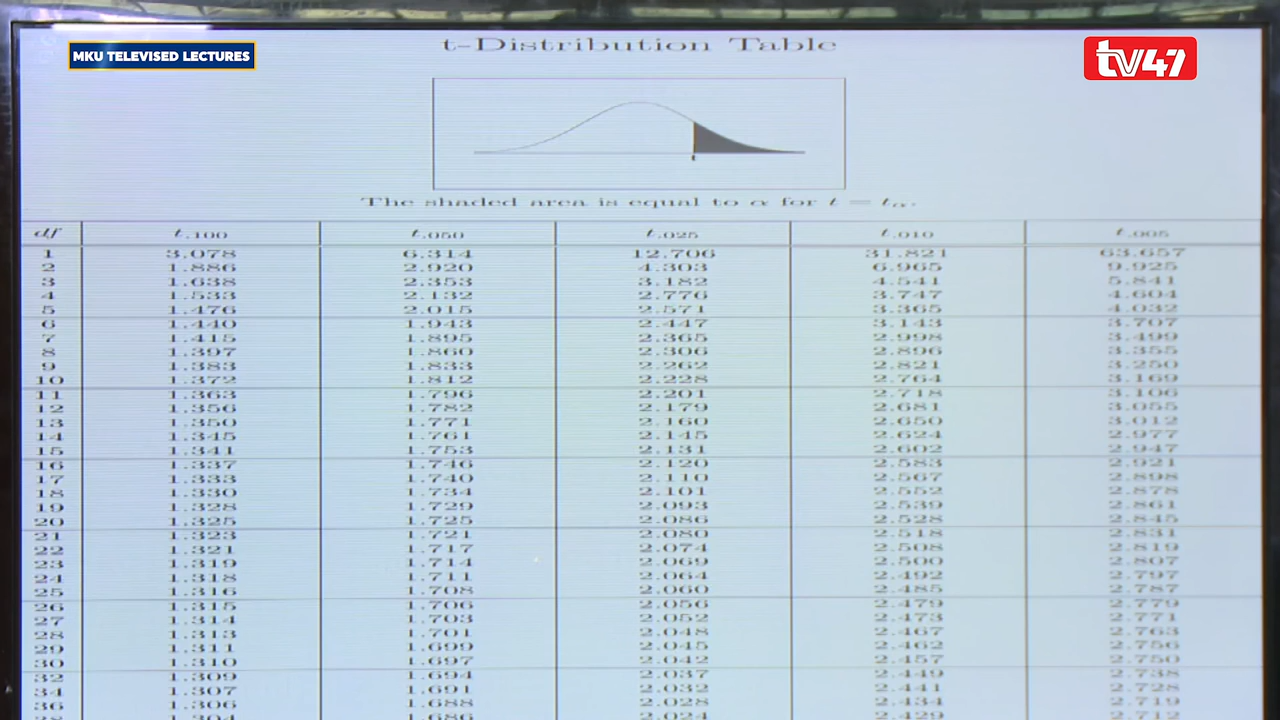 MKU TELEVISED LECTURES
tv47
t-Distribution Table
t
The shaded area is equal to α for t = tα.
df t.100 t.050 t.025 t.010 t.005
1 3.078 6.314 12.706 31.821 63.657
2 1.886 2.920 4.303 6.965 9.925
3 1.638 2.353 3.182 4.541 5.841
4 1.533 2.132 2.776 3.747 4.604
5 1.476 2.015 2.571 3.365 4.032
6 1.440 1.943 2.447 3.143 3.707
7 1.415 1.895 2.365 2.998 3.499
8 1.397 1.860 2.306 2.896 3.355
9 1.383 1.833 2.262 2.821 3.250
10 1.372 1.812 2.228 2.764 3.169
11 1.363 1.796 2.201 2.718 3.106
12 1.356 1.782 2.179 2.681 3.055
13 1.350 1.771 2.160 2.650 3.012
14 1.345 1.761 2.145 2.624 2.977
15 1.341 1.753 2.131 2.602 2.947
16 1.337 1.746 2.120 2.583 2.921
17 1.333 1.740 2.110 2.567 2.898
18 1.330 1.734 2.101 2.552 2.878
19 1.328 1.729 2.093 2.539 2.861
20 1.325 1.725 2.086 2.528 2.845
21 1.323 1.721 2.080 2.518 2.831
22 1.321 1.717 2.074 2.508 2.819
23 1.319 1.714 2.069 2.500 2.807
24 1.318 1.711 2.064 2.492 2.797
25 1.316 1.708 2.060 2.485 2.787
26 1.315 1.706 2.056 2.479 2.779
27 1.314 1.703 2.052 2.473 2.771
28 1.313 1.701 2.048 2.467 2.763
29 1.311 1.699 2.045 2.462 2.756
30 1.310 1.697 2.042 2.457 2.750
32 1.309 1.694 2.037 2.449 2.738
34 1.307 1.691 2.032 2.441 2.728
36 1.306 1.688 2.028 2.434 2.719
38 1.304 1.686 2.024 2.429 2.712